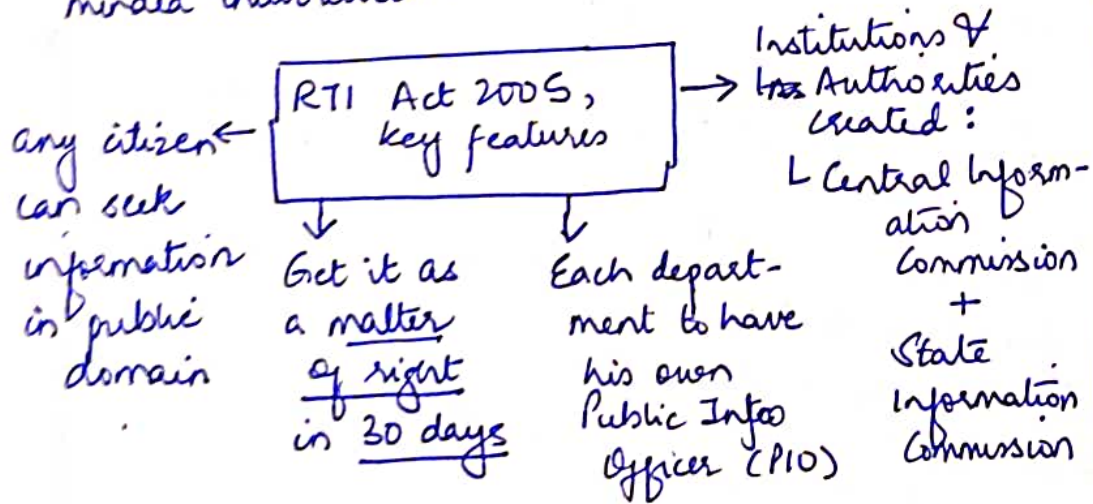 minded
RTI Act 2005,
key features
any citizen
can seek
information
in public
domain
Get it as
a matter
of right
in 30 days
Each depart-
ment to have
his own
Public Info
Officer (PIO)
Institutions &
Authorities
created :
Central Inform-
ation
Commission
+
State
Information
Commission